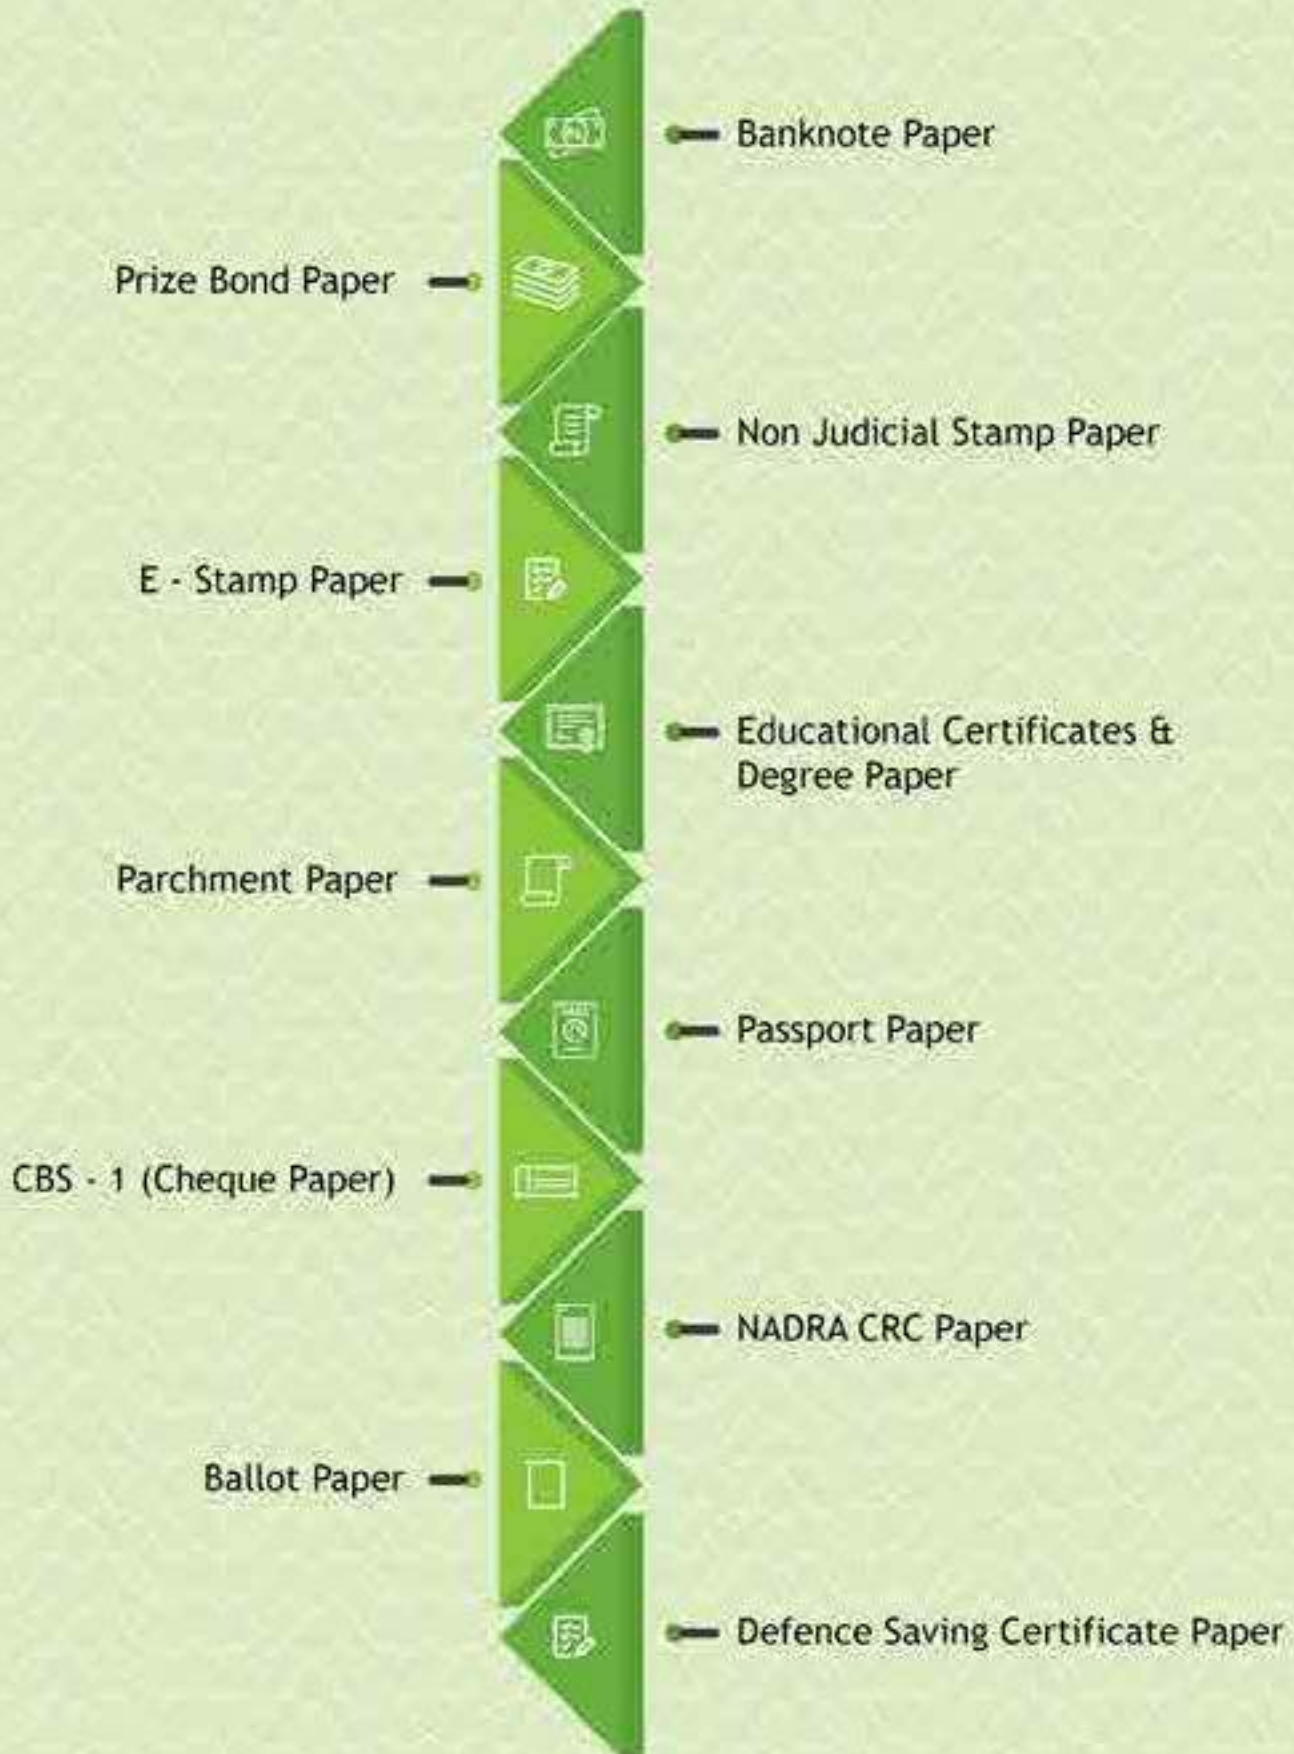 Banknote Paper
Prize Bond Paper
Non Judicial Stamp Paper
E - Stamp Paper
Educational Certificates &
Degree Paper
Parchment Paper
Passport Paper
CBS - 1 (Cheque Paper)
NADRA CRC Paper
Ballot Paper
Defence Saving Certificate Paper